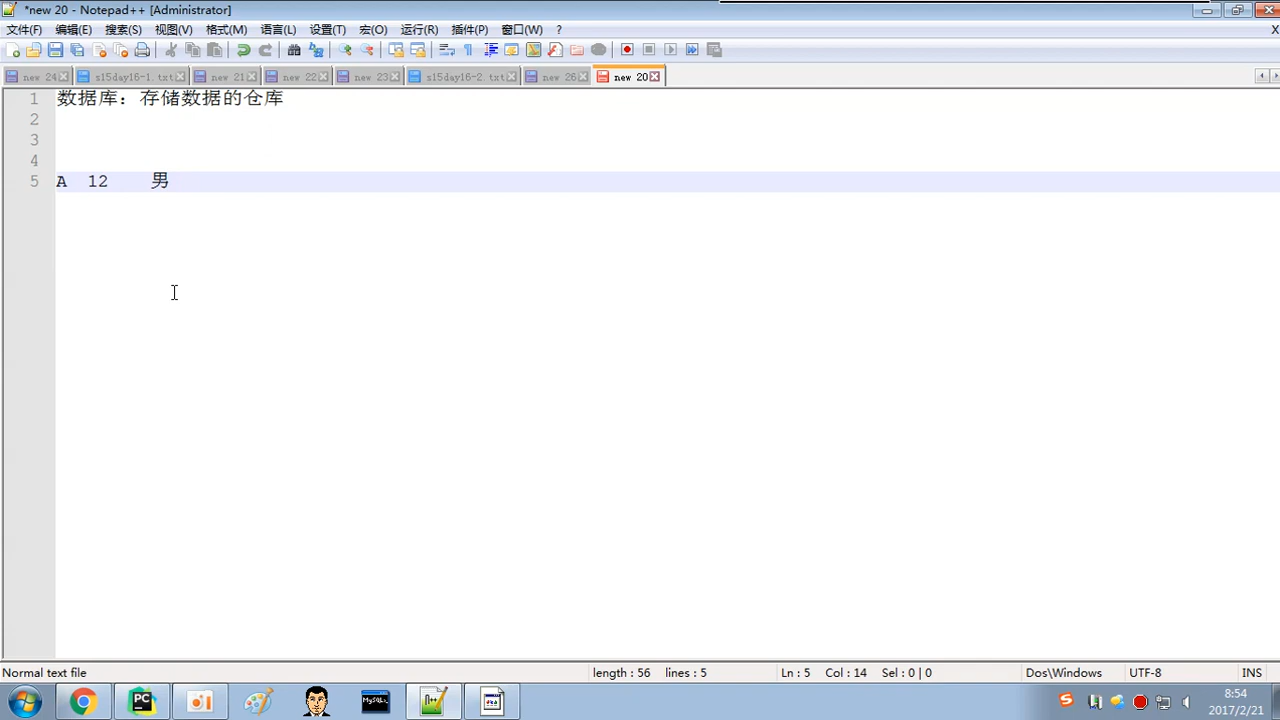 *new 20 - Notepad++ [Administrator]
文件(F) 编辑(E) 搜索(S) 视图(V) 格式(M) 语言(L) 设置(T) 宏(O) 运行(R) 插件(P) 窗口(W) ? X
new 24 s15day16-1.txt new 21 new 22 new 23 s15day16-2.txt new 26 new 20
1 数据库：存储数据的仓库
2
3
4
5 A 12 男
Normal text file length : 56 lines : 5 Ln : 5 Col : 14 Sel : 0 | 0 Dos\Windows UTF-8 INS
8:54
2017/2/21